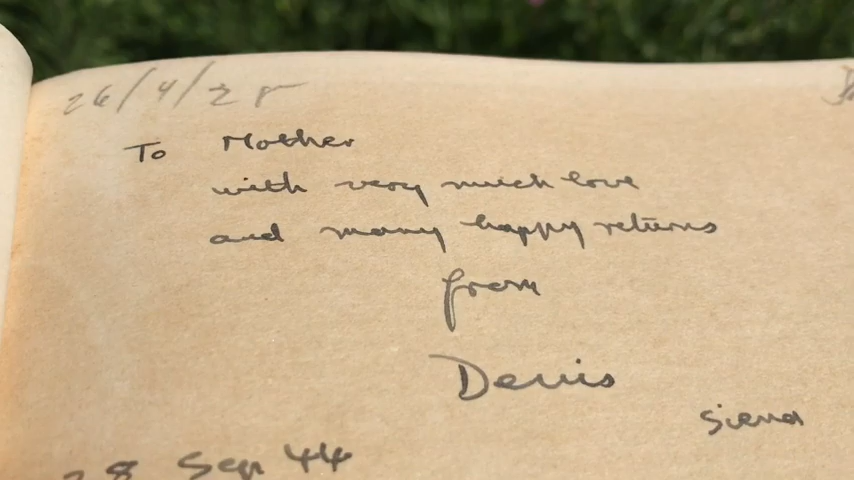 26/4/28
To Mother
with very much love
and many happy returns
from
Denis
Siena
28 Sep 44